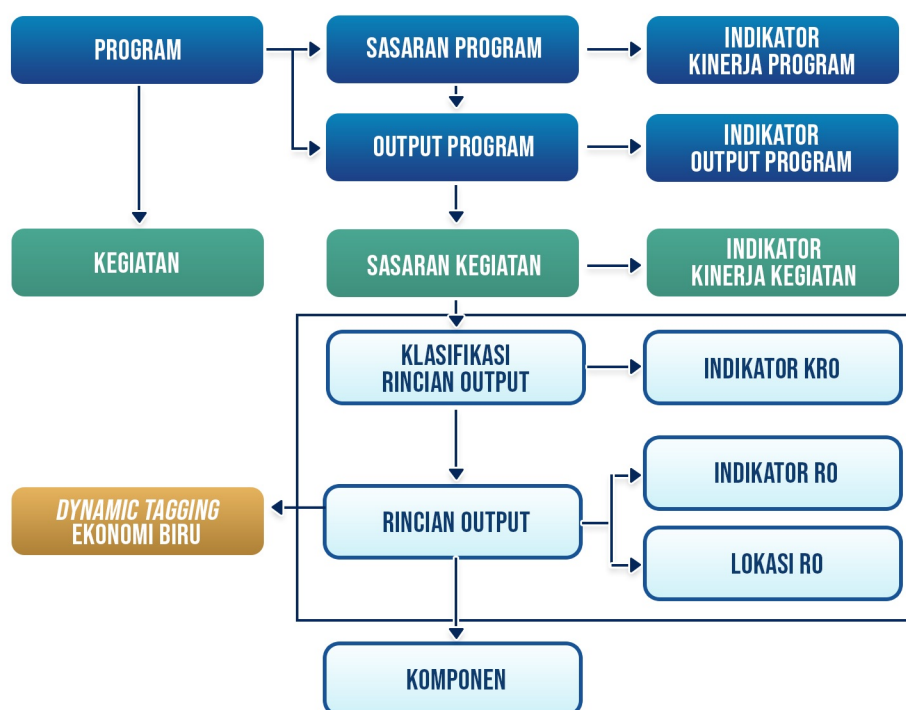 PROGRAM
SASARAN PROGRAM
INDIKATOR
KINERJA PROGRAM
OUTPUT PROGRAM
INDIKATOR
OUTPUT PROGRAM
KEGIATAN
SASARAN KEGIATAN
INDIKATOR
KINERJA KEGIATAN
KLASIFIKASI
RINCIAN OUTPUT
INDIKATOR KRO
INDIKATOR RO
DYNAMIC TAGGING
EKONOMI BIRU
RINCIAN OUTPUT
LOKASI RO
KOMPONEN